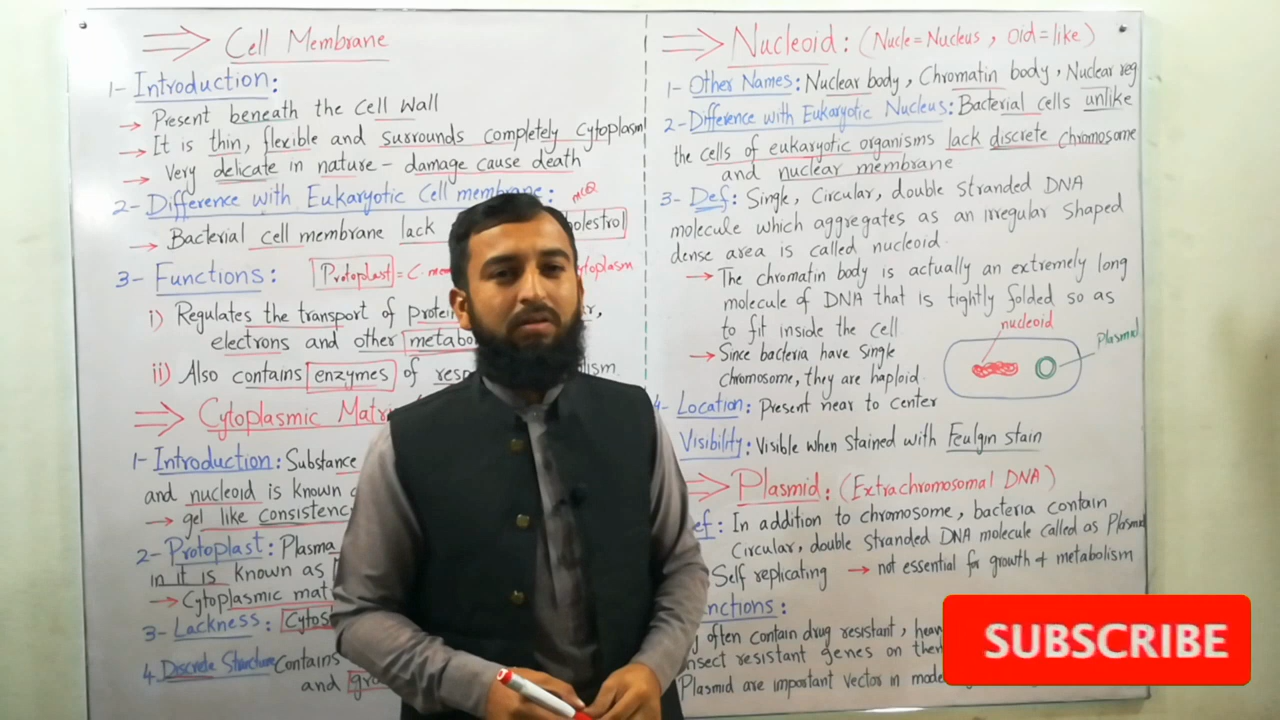 ⇒ Cell Membrane
1- Introduction:
→ Present beneath the cell wall
→ It is thin, flexible and surrounds completely cytoplasm
→ Very delicate in nature - damage cause death
2- Difference with Eukaryotic Cell membrane: MCQ
→ Bacterial cell membrane lack
3- Functions: Protoplast =
i) Regulates the transport of
electrons and other
ii) Also contains enzymes of
⇒ Cytoplasmic
1- Introduction: Substance
and nucleoid is known
→ gel like
2- Protoplast: Plasma
in it is known as
→ Cytoplasmic
3- Lackness:
4. Discrete Structure Contains
and
⇒ Nucleoid: (Nucle = Nucleus, Oid = like)
1- Other Names: Nuclear body, Chromatin body, Nuclear reg
2- Difference with Eukaryotic Nucleus: Bacterial cells unlike
the cells of eukaryotic organisms lack discrete chromosome
and nuclear membrane
3- Def: Single, Circular, double stranded DNA
molecule which aggregates as an irregular shaped
dense area is called nucleoid.
→ The chromatin body is actually an extremely long
molecule of DNA that is tightly folded so as
to fit inside the cell
nucleoid
Plasmid
→ Since bacteria have single
chromosome, they are haploid.
4- Location: Present near to center
Visibility: Visible when stained with Feulgin stain
⇒ Plasmid: (Extrachromosomal DNA)
ef: In addition to chromosome, bacteria contain
Circular, double stranded DNA molecule called as Plasmid
Self replicating → not essential for growth & metabolism
nctions:
often contain drug resistant,
nsect resistant genes on
Plasmid are important vector in
SUBSCRIBE